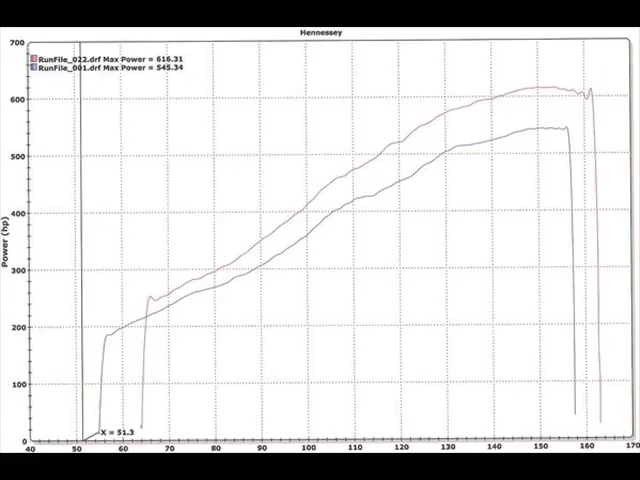 Hennessey
700
RunFile_022.drf Max Power = 616.31
RunFile_001.drf Max Power = 545.34
600
500
400
Power (hp)
300
200
100
X = 51.3
0
40 50 60 70 80 90 100 110 120 130 140 150 160 170